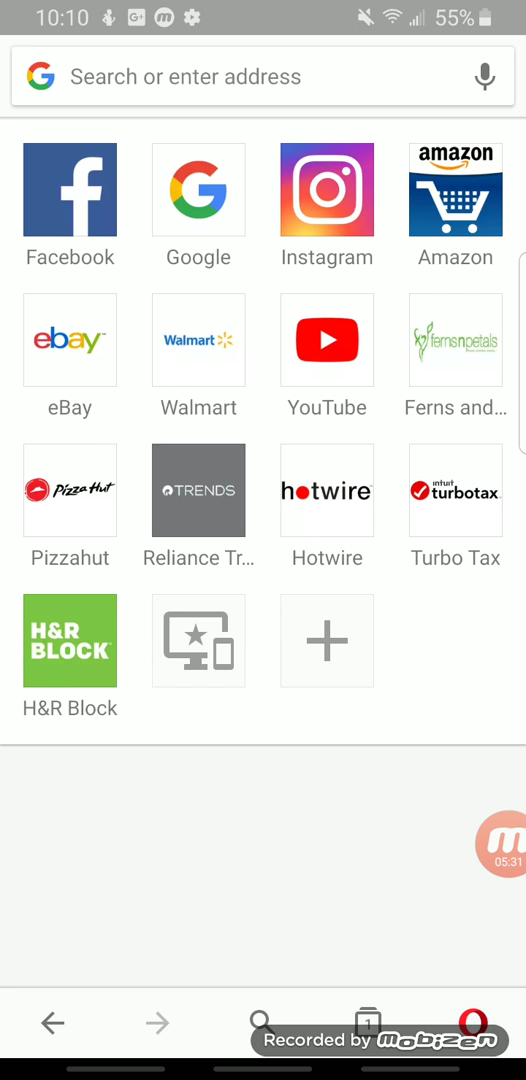 10:10 G+ 55%
Search or enter address
amazon
Facebook Google Instagram Amazon
ebay Walmart fernsnpetals
eBay Walmart YouTube Ferns and...
Pizza Hut TRENDS hotwire intuit turbotax
Pizzahut Reliance Tr... Hotwire Turbo Tax
H&R
BLOCK
H&R Block
05:31
1
Recorded by mobizen